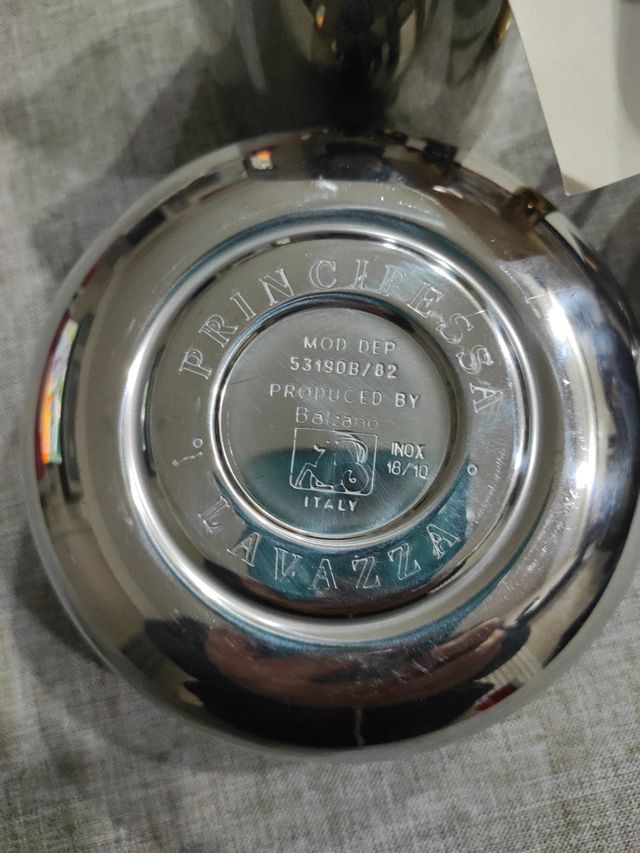 PRINCIPESSA
MOD DEP
53190B/82
PRODUCED BY
Balzano
INOX
18/10
ITALY
LAVAZZA